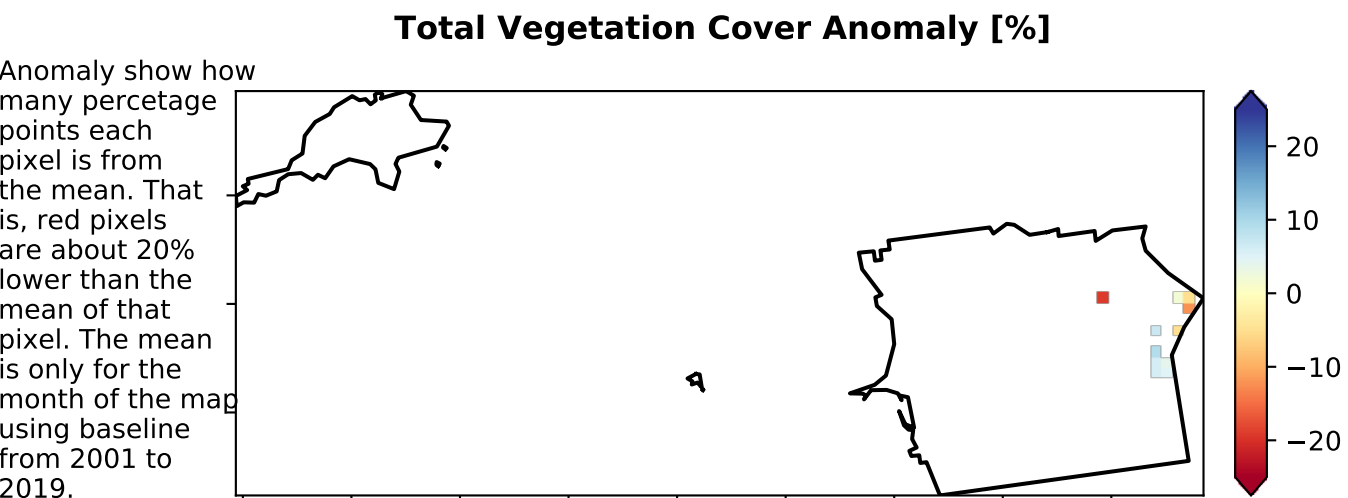 Total Vegetation Cover Anomaly [%]
Anomaly show how
many percetage
points each
pixel is from
the mean. That
is, red pixels
are about 20%
lower than the
mean of that
pixel. The mean
is only for the
month of the map
using baseline
from 2001 to
2019.
20
10
0
−10
−20